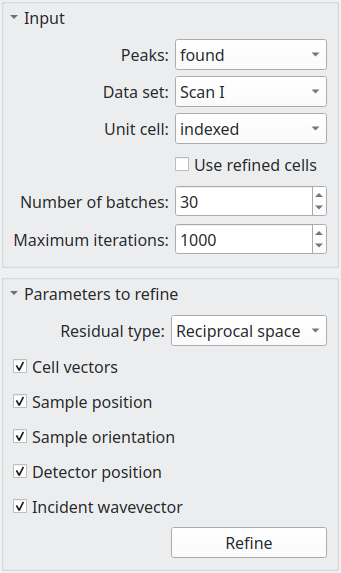 Input
Peaks: found
Data set: Scan I
Unit cell: indexed
Use refined cells
Number of batches: 30
Maximum iterations: 1000
Parameters to refine
Residual type: Reciprocal space
Cell vectors
Sample position
Sample orientation
Detector position
Incident wavevector
Refine